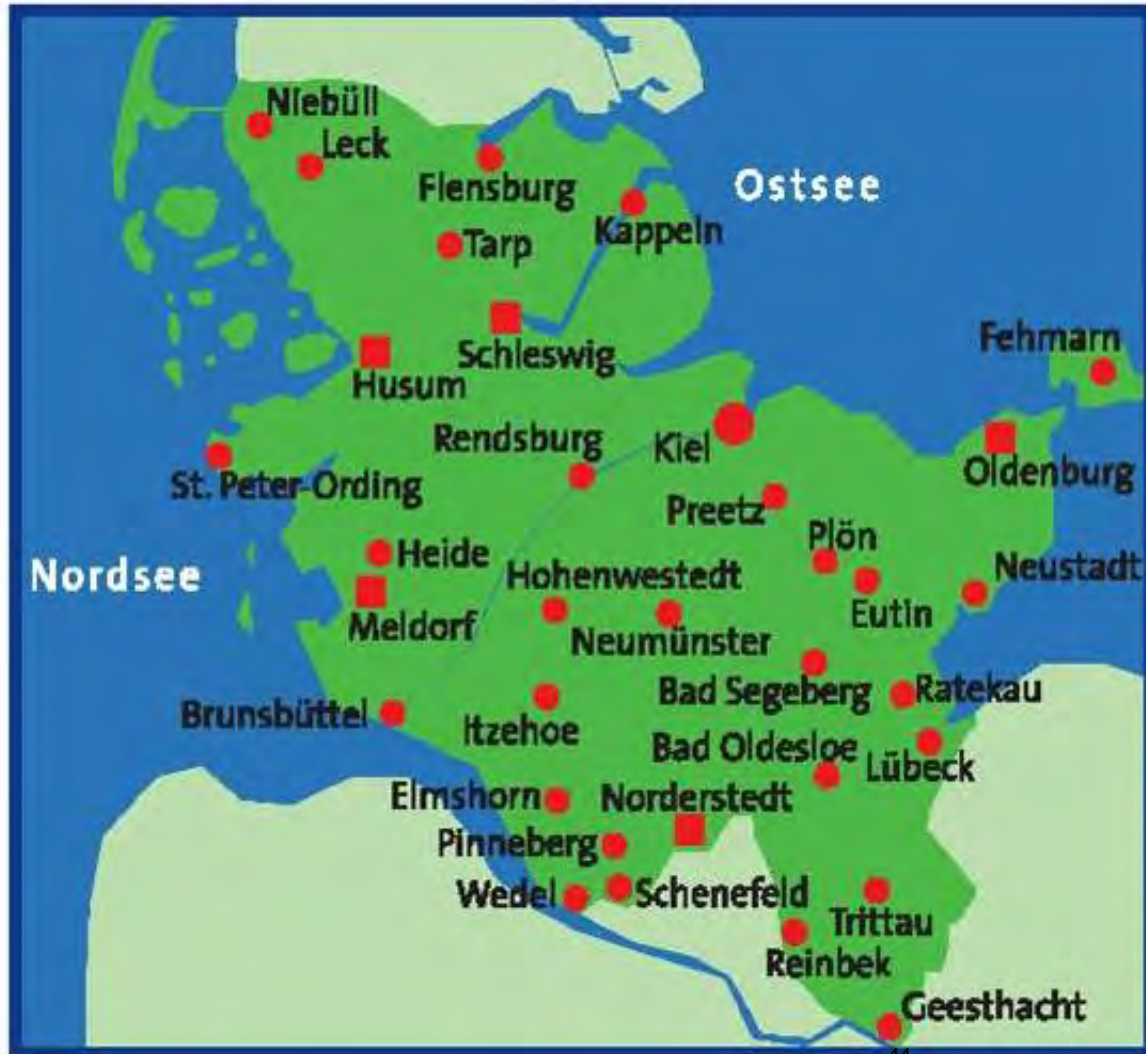 Niebüll
Leck
Flensburg
Ostsee
Kappeln
Tarp
Schleswig
Fehmarn
Husum
Rendsburg
Kiel
Oldenburg
St. Peter-Ording
Preetz
Plön
Heide
Nordsee
Hohenwestedt
Neustadt
Eutin
Meldorf
Neumünster
Bad Segeberg
Ratekau
Brunsbüttel
Itzehoe
Bad Oldesloe
Lübeck
Elmshorn
Norderstedt
Pinneberg
Wedel
Schenefeld
Trittau
Reinbek
Geesthacht